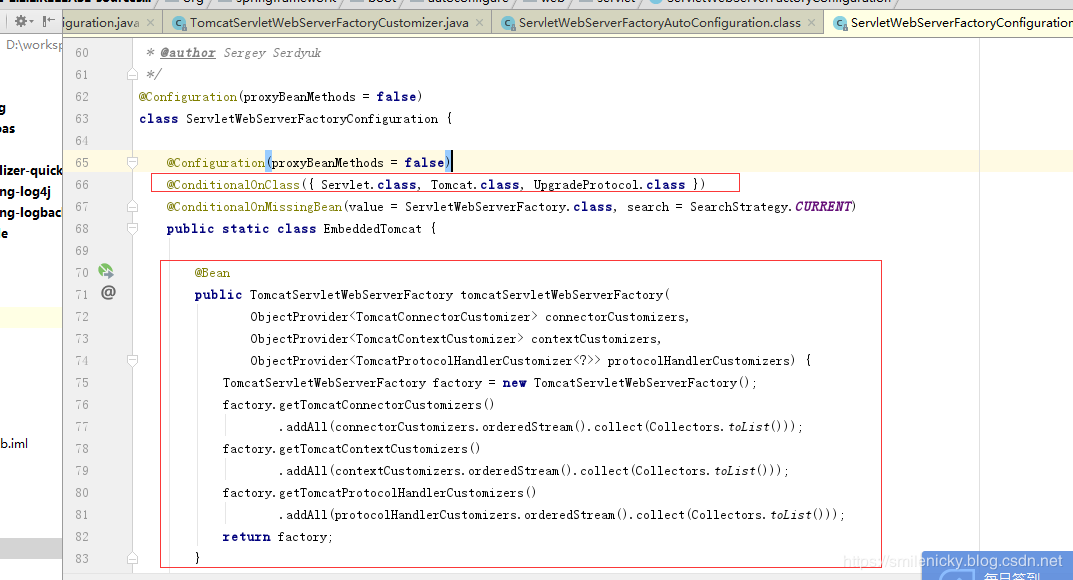 iguration.java
TomcatServletWebServerFactoryCustomizer.java
ServletWebServerFactoryAutoConfiguration.class
ServletWebServerFactoryConfiguration
D:\worksp
60 * @author Sergey Serdyuk
61 */
62 @Configuration(proxyBeanMethods = false)
63 class ServletWebServerFactoryConfiguration {
64
65 @Configuration(proxyBeanMethods = false)
66 @ConditionalOnClass({ Servlet.class, Tomcat.class, UpgradeProtocol.class })
67 @ConditionalOnMissingBean(value = ServletWebServerFactory.class, search = SearchStrategy.CURRENT)
68 public static class EmbeddedTomcat {
69
70 @Bean
71 @ public TomcatServletWebServerFactory tomcatServletWebServerFactory(
72 ObjectProvider<TomcatConnectorCustomizer> connectorCustomizers,
73 ObjectProvider<TomcatContextCustomizer> contextCustomizers,
74 ObjectProvider<TomcatProtocolHandlerCustomizer<?>> protocolHandlerCustomizers) {
75 TomcatServletWebServerFactory factory = new TomcatServletWebServerFactory();
76 factory.getTomcatConnectorCustomizers()
77 .addAll(connectorCustomizers.orderedStream().collect(Collectors.toList()));
78 factory.getTomcatContextCustomizers()
79 .addAll(contextCustomizers.orderedStream().collect(Collectors.toList()));
80 factory.getTomcatProtocolHandlerCustomizers()
81 .addAll(protocolHandlerCustomizers.orderedStream().collect(Collectors.toList()));
82 return factory;
83 }
g
oas
lizer-quick
ng-log4j
ng-logbac
le
b.iml
https://smilenicky.blog.csdn.net
每日签到